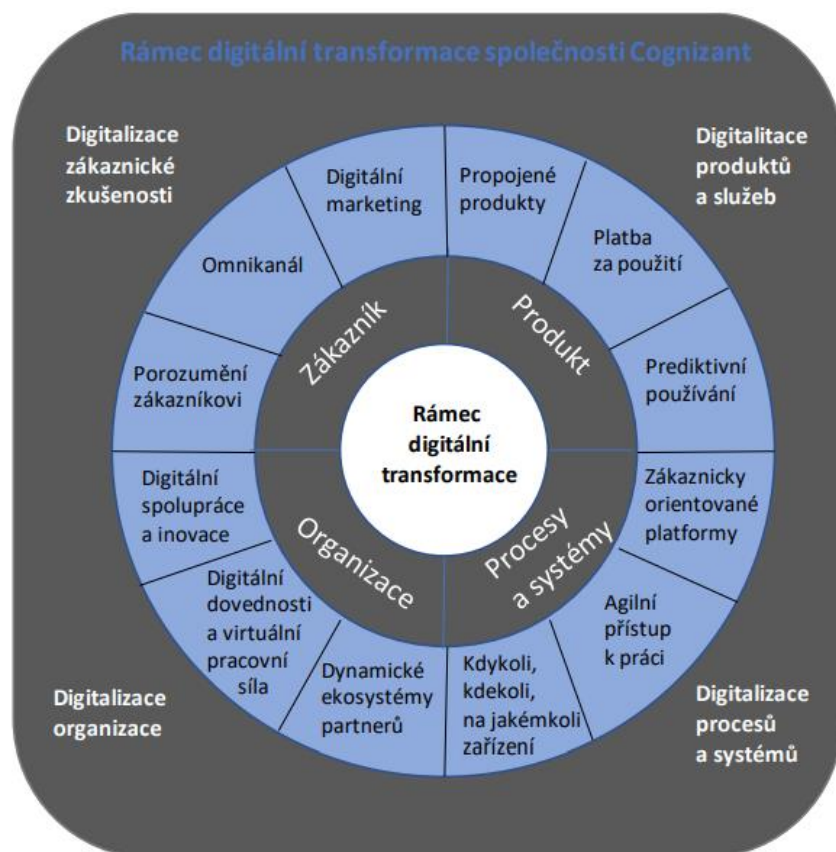 Rámec digitální transformace společnosti Cognizant
Digitalizace
zákaznické
zkušenosti
Digitalitace
produktů
a služeb
Digitální
marketing
Propojené
produkty
Omnikanál
Platba
za použití
Zákazník
Produkt
Porozumění
zákazníkovi
Prediktivní
používání
Rámec
digitální
transformace
Digitální
spolupráce
a inovace
Zákaznicky
orientované
platformy
Organizace
Procesy
a systémy
Digitální
dovednosti
a virtuální
pracovní
síla
Agilní
přístup
k práci
Dynamické
ekosystémy
partnerů
Kdykoli,
kdekoli,
na jakémkoli
zařízení
Digitalizace
organizace
Digitalizace
procesů
a systémů